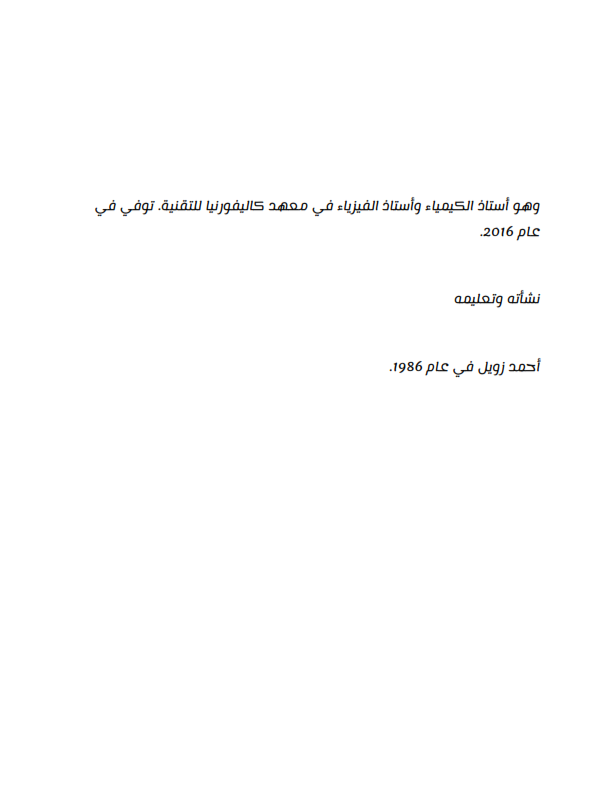 وهو أستاذ الكيمياء وأستاذ الفيزياء في معهد كاليفورنيا للتقنية. توفي في
عام 2016.
نشأته وتعليمه
أحمد زويل في عام 1986.